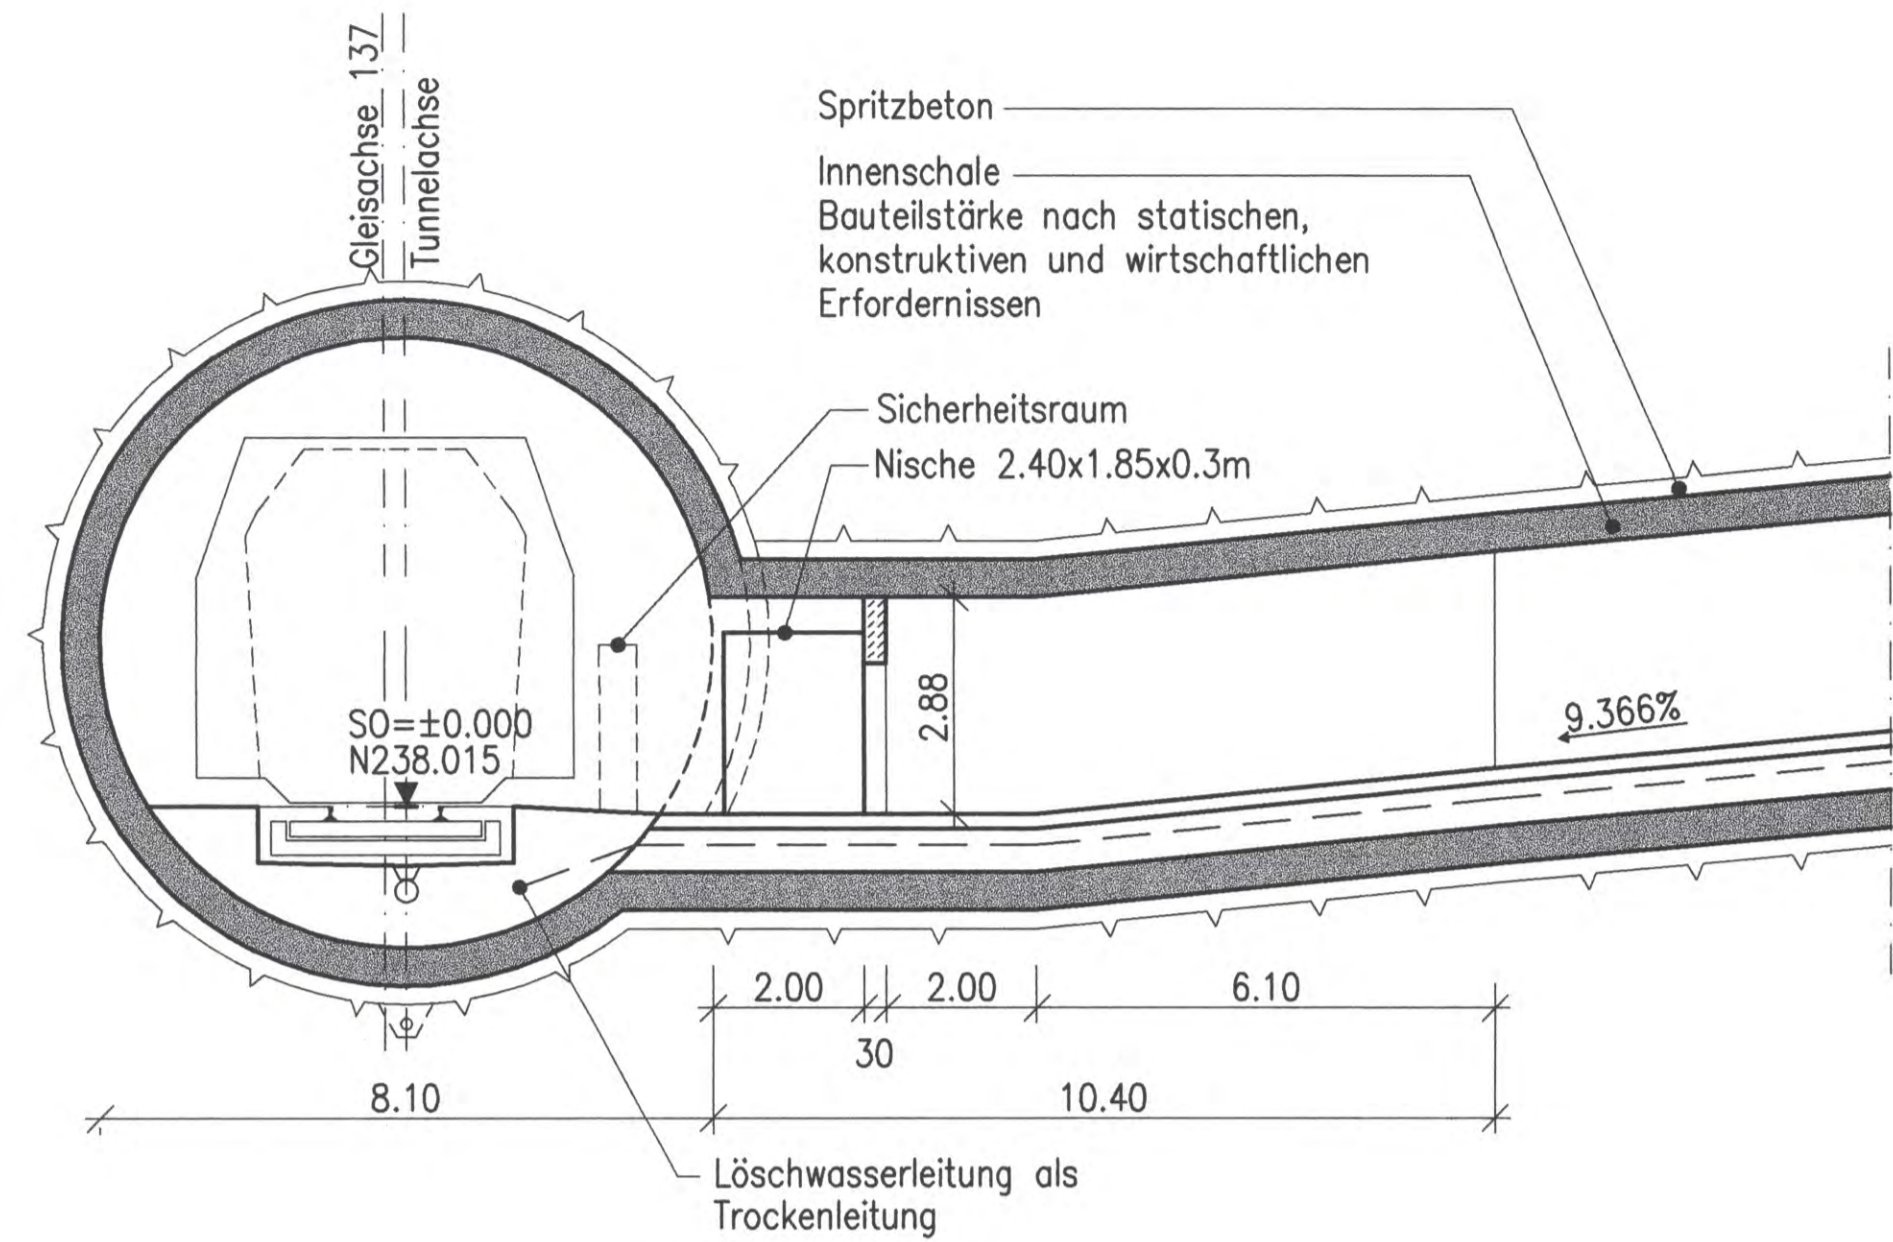 Gleisachse 137
Tunnelachse
Spritzbeton
Innenschale
Bauteilstärke nach statischen,
konstruktiven und wirtschaftlichen
Erfordernissen
Sicherheitsraum
Nische 2.40x1.85x0.3m
SO=±0.000
N238.015
2.88
9.366%
2.00
2.00
6.10
30
8.10
10.40
Löschwasserleitung als
Trockenleitung